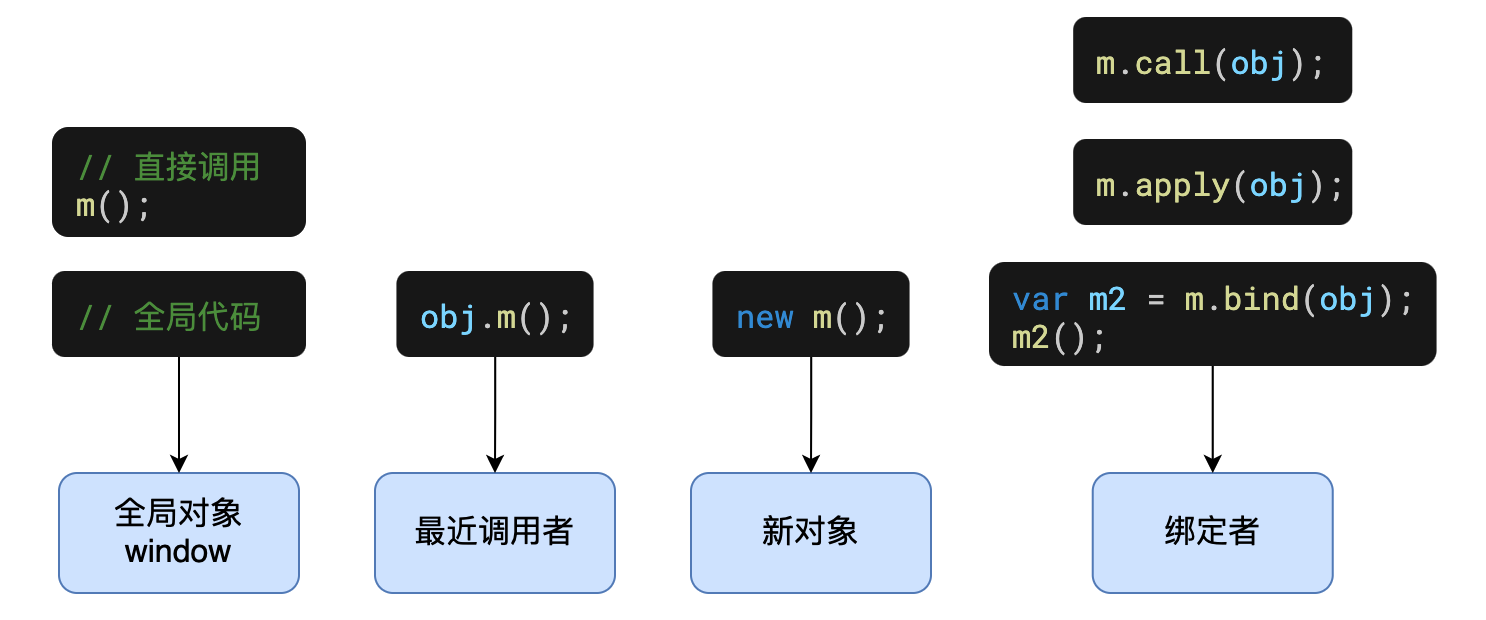 m.call(obj);
m.apply(obj);
// 直接调用
m();
// 全局代码
obj.m();
new m();
var m2 = m.bind(obj);
m2();
全局对象
window
最近调用者
新对象
绑定者